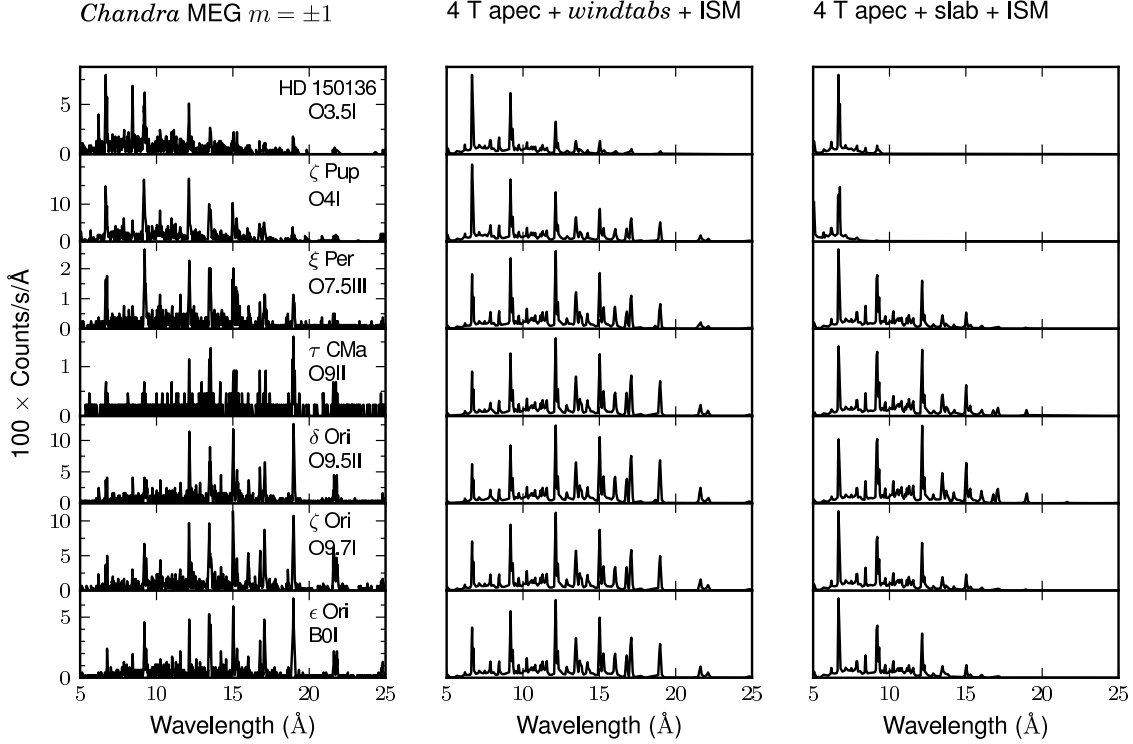 Chandra MEG m = ±1
4 T apec + windtabs + ISM
4 T apec + slab + ISM
HD 150136
O3.5I
5
0
ζ Pup
O4I
10
0
ξ Per
O7.5III
2
1
0
τ CMa
O9II
1
0
δ Ori
O9.5II
10
5
0
ζ Ori
O9.7I
10
5
0
ϵ Ori
B0I
5
0
100 × Counts/s/Å
5 10 15 20 25
5 10 15 20 25
5 10 15 20 25
Wavelength (Å)
Wavelength (Å)
Wavelength (Å)